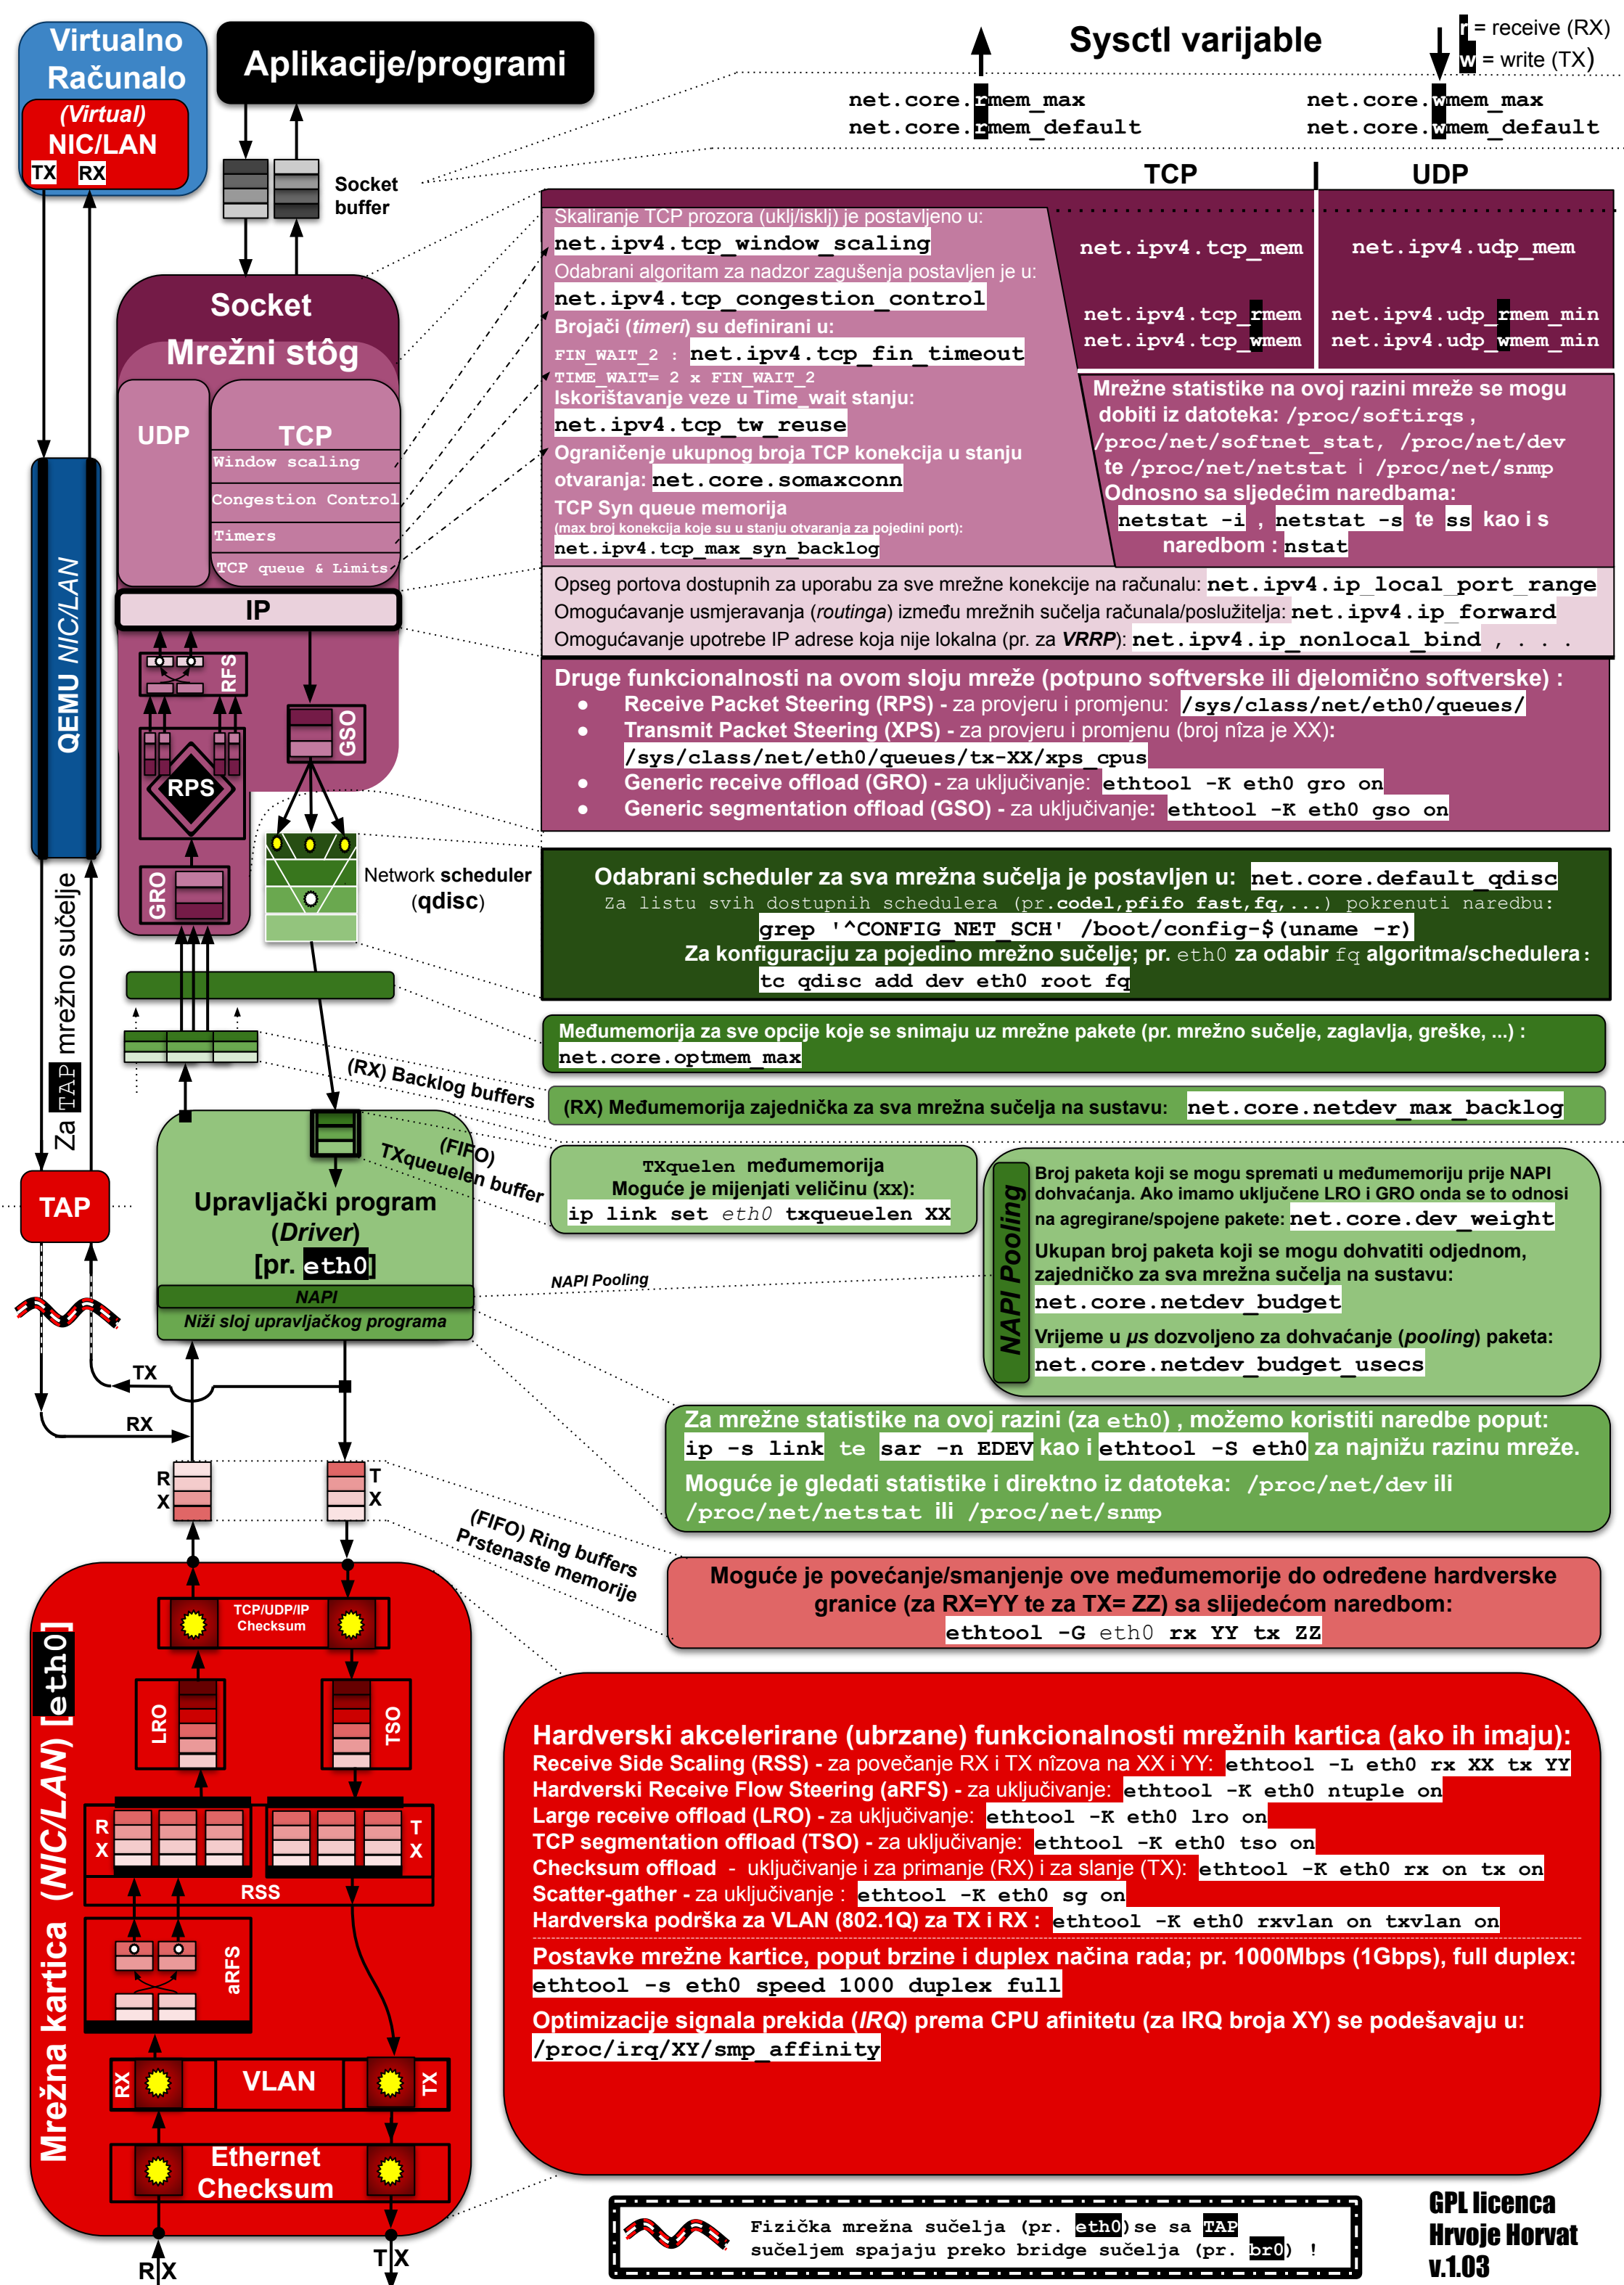 Virtualno
Računalo
(Virtual)
NIC/LAN
TX RX
Aplikacije/programi
Socket
buffer
Sysctl varijable
r = receive (RX)
w = write (TX)
net.core.rmem_max
net.core.rmem_default
net.core.wmem_max
net.core.wmem_default
TCP | UDP
Skaliranje TCP prozora (uklj/isklj) je postavljeno u:
net.ipv4.tcp_window_scaling
Odabrani algoritam za nadzor zagušenja postavljen je u:
net.ipv4.tcp_congestion_control
Brojači (timeri) su definirani u:
FIN_WAIT_2 : net.ipv4.tcp_fin_timeout
TIME_WAIT= 2 x FIN_WAIT_2
Iskorištavanje veze u Time_wait stanju:
net.ipv4.tcp_tw_reuse
Ograničenje ukupnog broja TCP konekcija u stanju
otvaranja: net.core.somaxconn
TCP Syn queue memorija
(max broj konekcija koje su u stanju otvaranja za pojedini port):
net.ipv4.tcp_max_syn_backlog
net.ipv4.tcp_mem
net.ipv4.tcp_rmem
net.ipv4.tcp_wmem
net.ipv4.udp_mem
net.ipv4.udp_rmem_min
net.ipv4.udp_wmem_min
Mrežne statistike na ovoj razini mreže se mogu
dobiti iz datoteka: /proc/softirqs ,
/proc/net/softnet_stat, /proc/net/dev
te /proc/net/netstat i /proc/net/snmp
Odnosno sa sljedećim naredbama:
netstat -i , netstat -s te ss kao i s
naredbom : nstat
Opseg portova dostupnih za uporabu za sve mrežne konekcije na računalu: net.ipv4.ip_local_port_range
Omogućavanje usmjeravanja (routinga) između mrežnih sučelja računala/poslužitelja: net.ipv4.ip_forward
Omogućavanje upotrebe IP adrese koja nije lokalna (pr. za VRRP): net.ipv4.ip_nonlocal_bind , . . .
Druge funkcionalnosti na ovom sloju mreže (potpuno softverske ili djelomično softverske) :
● Receive Packet Steering (RPS) - za provjeru i promjenu: /sys/class/net/eth0/queues/
● Transmit Packet Steering (XPS) - za provjeru i promjenu (broj nîza je XX):
/sys/class/net/eth0/queues/tx-XX/xps_cpus
● Generic receive offload (GRO) - za uključivanje: ethtool -K eth0 gro on
● Generic segmentation offload (GSO) - za uključivanje: ethtool -K eth0 gso on
Socket
Mrežni stôg
UDP
TCP
Window scaling
Congestion Control
Timers
TCP queue & Limits
IP
RFS
GSO
RPS
GRO
QEMU NIC/LAN
Network scheduler
(qdisc)
Odabrani scheduler za sva mrežna sučelja je postavljen u: net.core.default_qdisc
Za listu svih dostupnih schedulera (pr.codel,pfifo fast,fq,...) pokrenuti naredbu:
grep '^CONFIG_NET_SCH' /boot/config-$(uname -r)
Za konfiguraciju za pojedino mrežno sučelje; pr. eth0 za odabir fq algoritma/schedulera:
tc qdisc add dev eth0 root fq
Za TAP mrežno sučelje
Međumemorija za sve opcije koje se snimaju uz mrežne pakete (pr. mrežno sučelje, zaglavlja, greške, ...) :
net.core.optmem_max
(RX) Backlog buffers
(RX) Međumemorija zajednička za sva mrežna sučelja na sustavu: net.core.netdev_max_backlog
(FIFO)
TXqueuelen buffer
TXquelen međumemorija
Moguće je mijenjati veličinu (XX):
ip link set eth0 txqueuelen XX
NAPI Pooling
Broj paketa koji se mogu spremati u međumemoriju prije NAPI
dohvaćanja. Ako imamo uključene LRO i GRO onda se to odnosi
na agregirane/spojene pakete: net.core.dev_weight
Ukupan broj paketa koji se mogu dohvatiti odjednom,
zajedničko za sva mrežna sučelja na sustavu:
net.core.netdev_budget
Vrijeme u µs dozvoljeno za dohvaćanje (pooling) paketa:
net.core.netdev_budget_usecs
TAP
Upravljački program
(Driver)
[pr. eth0]
NAPI
Niži sloj upravljačkog programa
NAPI Pooling
TX
RX
Za mrežne statistike na ovoj razini (za eth0) , možemo koristiti naredbe poput:
ip -s link te sar -n EDEV kao i ethtool -S eth0 za najnižu razinu mreže.
Moguće je gledati statistike i direktno iz datoteka: /proc/net/dev ili
/proc/net/netstat ili /proc/net/snmp
RX
TX
(FIFO) Ring buffers
Prstenaste memorije
Moguće je povećanje/smanjenje ove međumemorije do određene hardverske
granice (za RX=YY te za TX= ZZ) sa slijedećom naredbom:
ethtool -G eth0 rx YY tx ZZ
Mrežna kartica (NIC/LAN) [eth0]
TCP/UDP/IP
Checksum
LRO
TSO
RX
TX
RSS
aRFS
RX
VLAN
TX
Ethernet
Checksum
RX
TX
Hardverski akcelerirane (ubrzane) funkcionalnosti mrežnih kartica (ako ih imaju):
Receive Side Scaling (RSS) - za povečanje RX i TX nîzova na XX i YY: ethtool -L eth0 rx XX tx YY
Hardverski Receive Flow Steering (aRFS) - za uključivanje: ethtool -K eth0 ntuple on
Large receive offload (LRO) - za uključivanje: ethtool -K eth0 lro on
TCP segmentation offload (TSO) - za uključivanje: ethtool -K eth0 tso on
Checksum offload - uključivanje i za primanje (RX) i za slanje (TX): ethtool -K eth0 rx on tx on
Scatter-gather - za uključivanje : ethtool -K eth0 sg on
Hardverska podrška za VLAN (802.1Q) za TX i RX : ethtool -K eth0 rxvlan on txvlan on
Postavke mrežne kartice, poput brzine i duplex načina rada; pr. 1000Mbps (1Gbps), full duplex:
ethtool -s eth0 speed 1000 duplex full
Optimizacije signala prekida (IRQ) prema CPU afinitetu (za IRQ broja XY) se podešavaju u:
/proc/irq/XY/smp_affinity
Fizička mrežna sučelja (pr. eth0)se sa TAP
sučeljem spajaju preko bridge sučelja (pr. br0) !
GPL licenca
Hrvoje Horvat
v.1.03